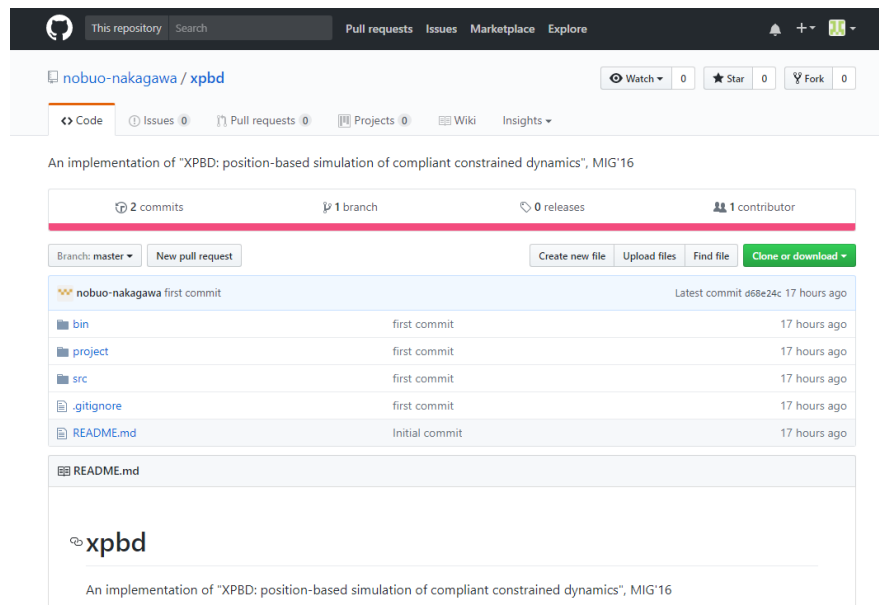 This repository Search Pull requests Issues Marketplace Explore
nobuo-nakagawa / xpbd Watch 0 Star 0 Fork 0
Code Issues 0 Pull requests 0 Projects 0 Wiki Insights
An implementation of "XPBD: position-based simulation of compliant constrained dynamics", MIG'16
2 commits 1 branch 0 releases 1 contributor
Branch: master New pull request Create new file Upload files Find file Clone or download
nobuo-nakagawa first commit Latest commit d68e24c 17 hours ago
bin first commit 17 hours ago
project first commit 17 hours ago
src first commit 17 hours ago
.gitignore first commit 17 hours ago
README.md Initial commit 17 hours ago
README.md
xpbd
An implementation of "XPBD: position-based simulation of compliant constrained dynamics", MIG'16